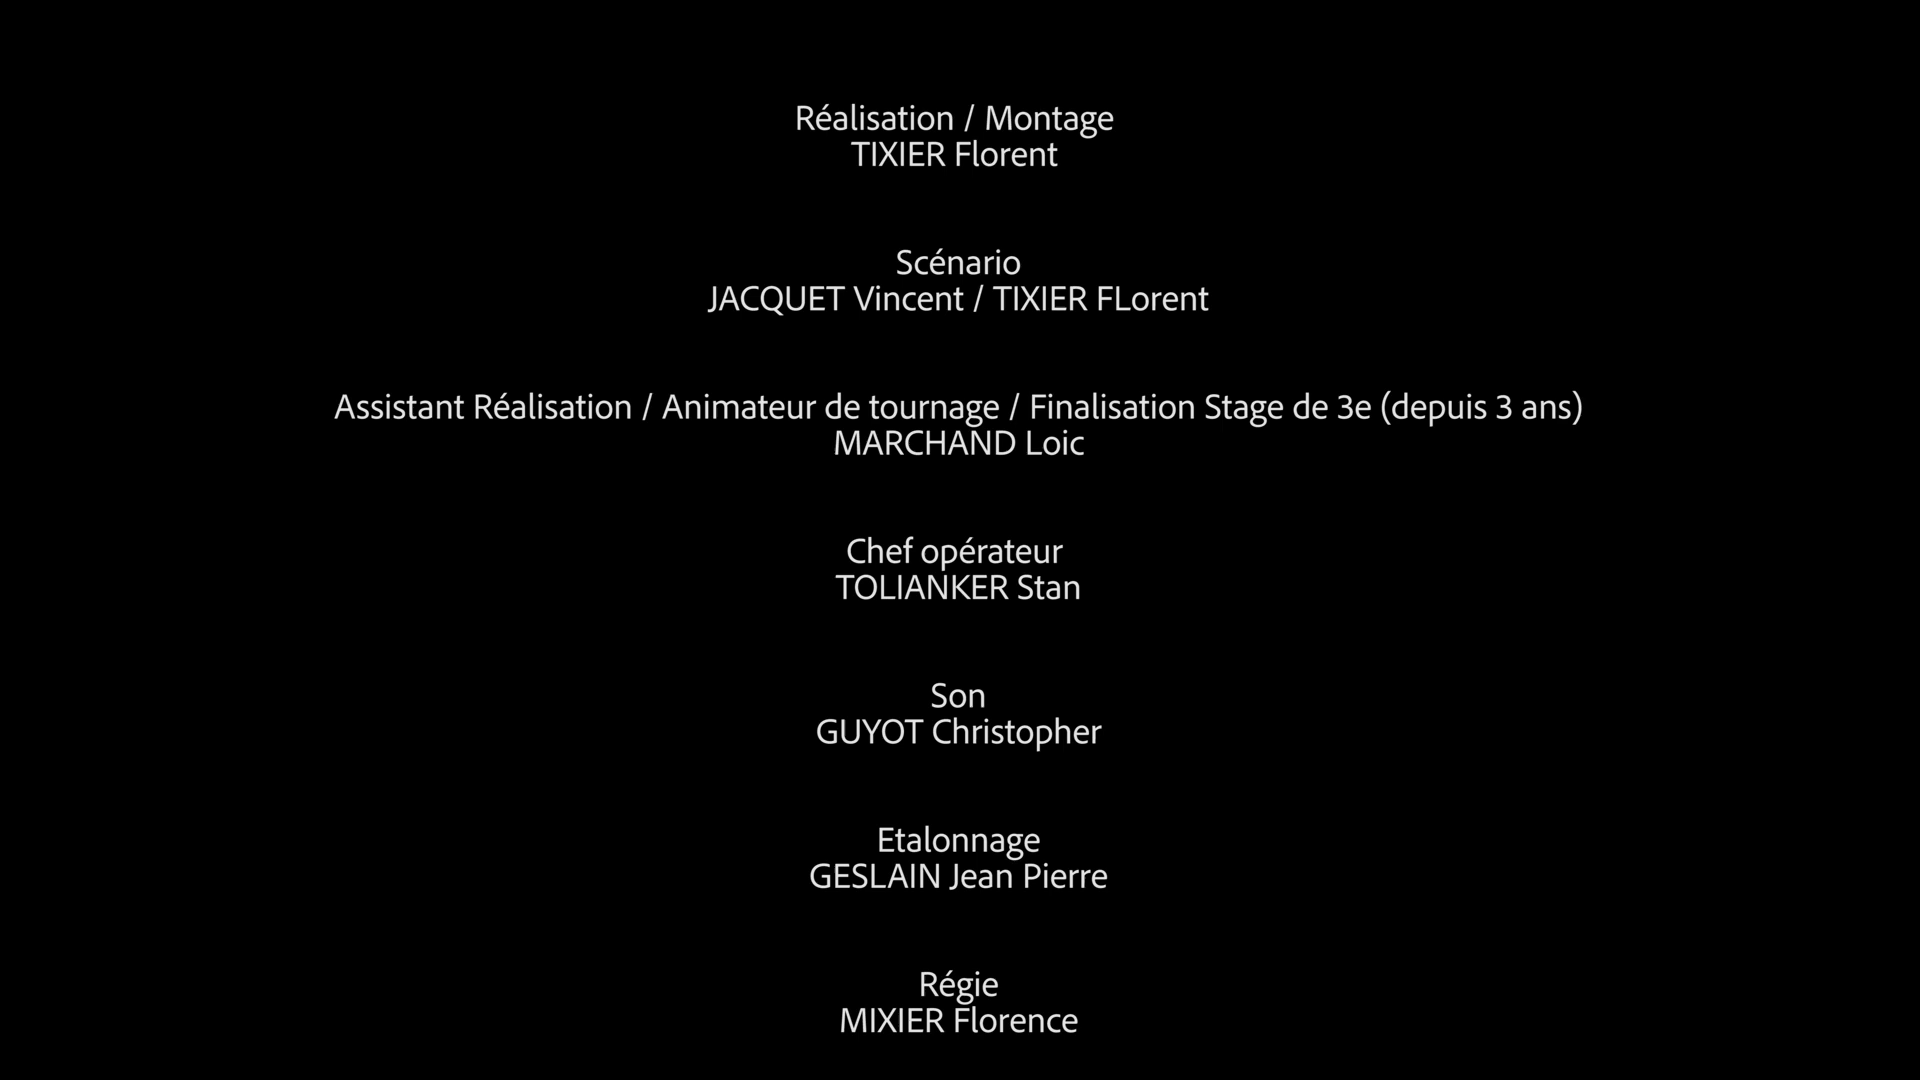 Réalisation / Montage
TIXIER Florent
Scénario
JACQUET Vincent / TIXIER FLorent
Assistant Réalisation / Animateur de tournage / Finalisation Stage de 3e (depuis 3 ans)
MARCHAND Loic
Chef opérateur
TOLIANKER Stan
Son
GUYOT Christopher
Etalonnage
GESLAIN Jean Pierre
Régie
MIXIER Florence